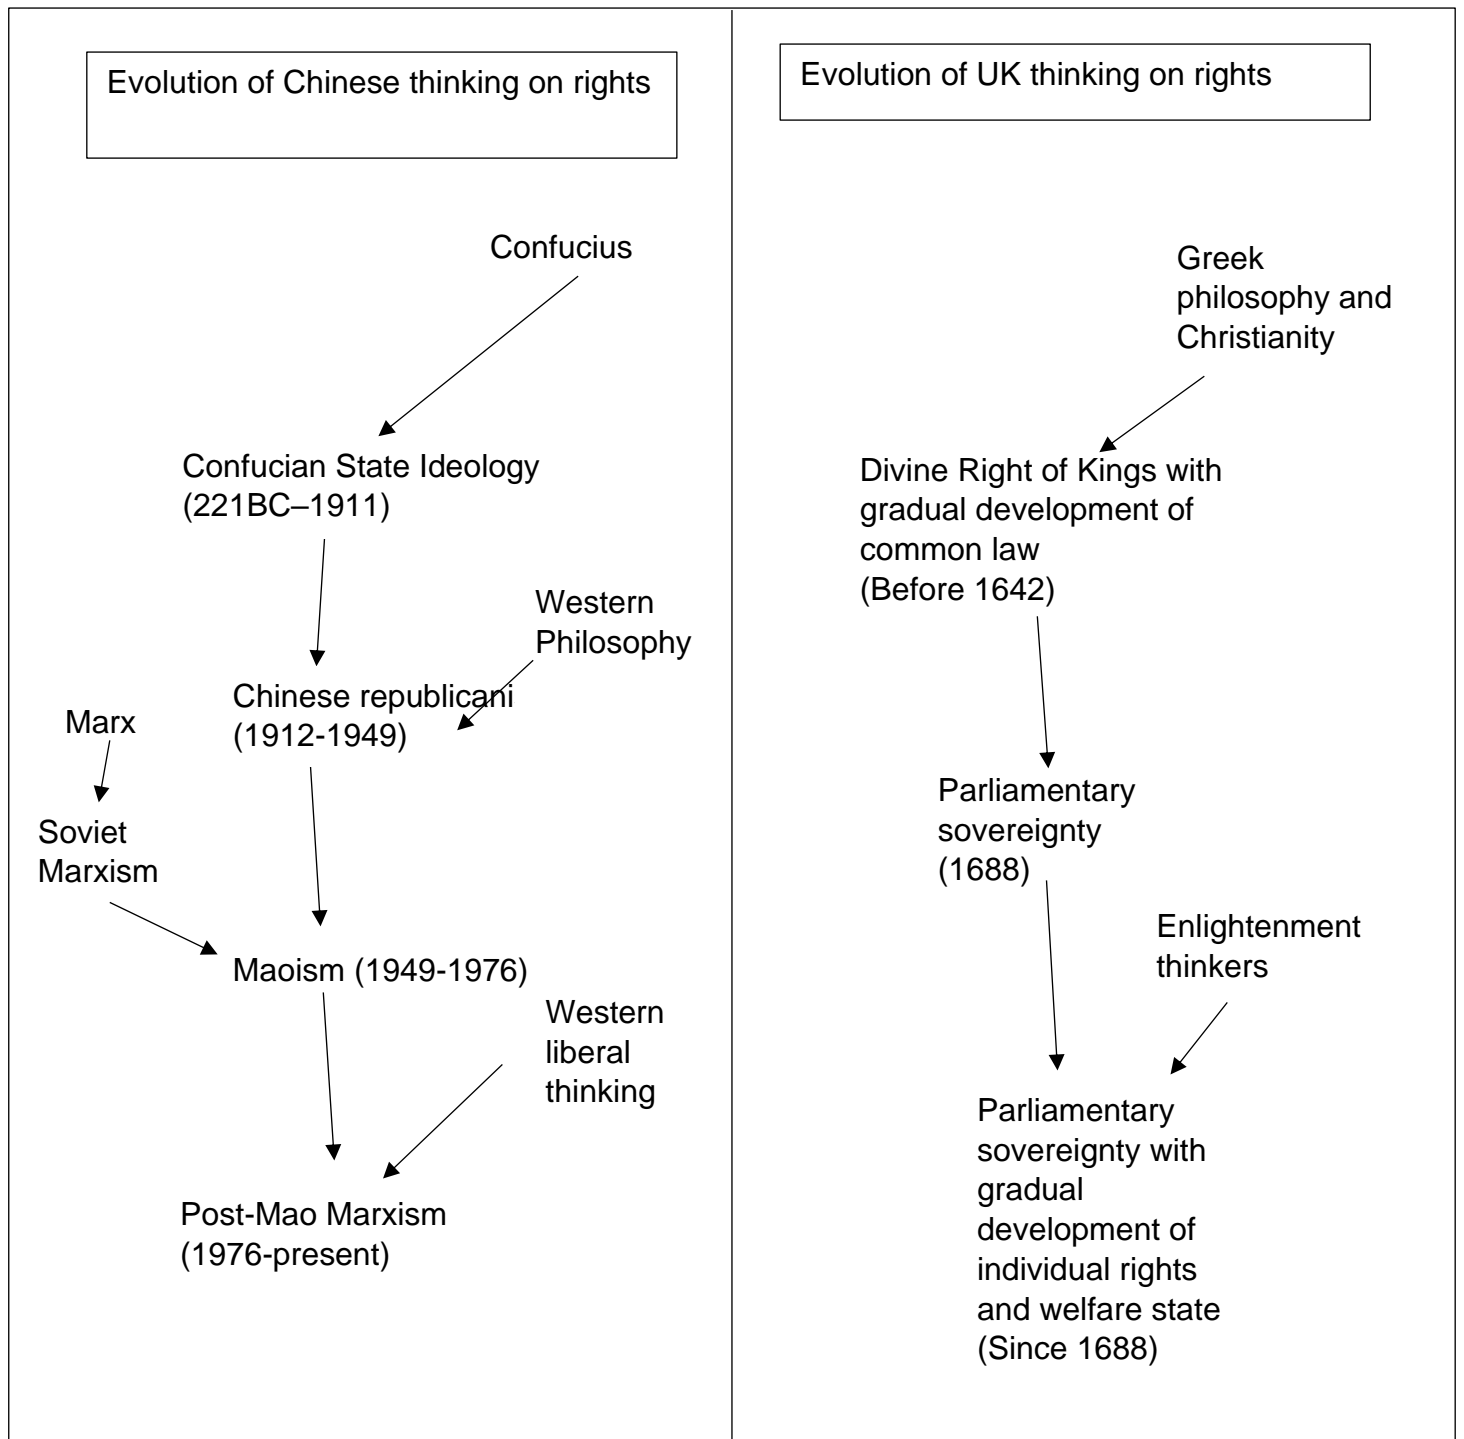 Evolution of Chinese thinking on rights
Confucius
Confucian State Ideology
(221BC–1911)
Western
Philosophy
Chinese republicani
(1912-1949)
Marx
Soviet
Marxism
Maoism (1949-1976)
Western
liberal
thinking
Post-Mao Marxism
(1976-present)
Evolution of UK thinking on rights
Greek
philosophy and
Christianity
Divine Right of Kings with
gradual development of
common law
(Before 1642)
Parliamentary
sovereignty
(1688)
Enlightenment
thinkers
Parliamentary
sovereignty with
gradual
development of
individual rights
and welfare state
(Since 1688)